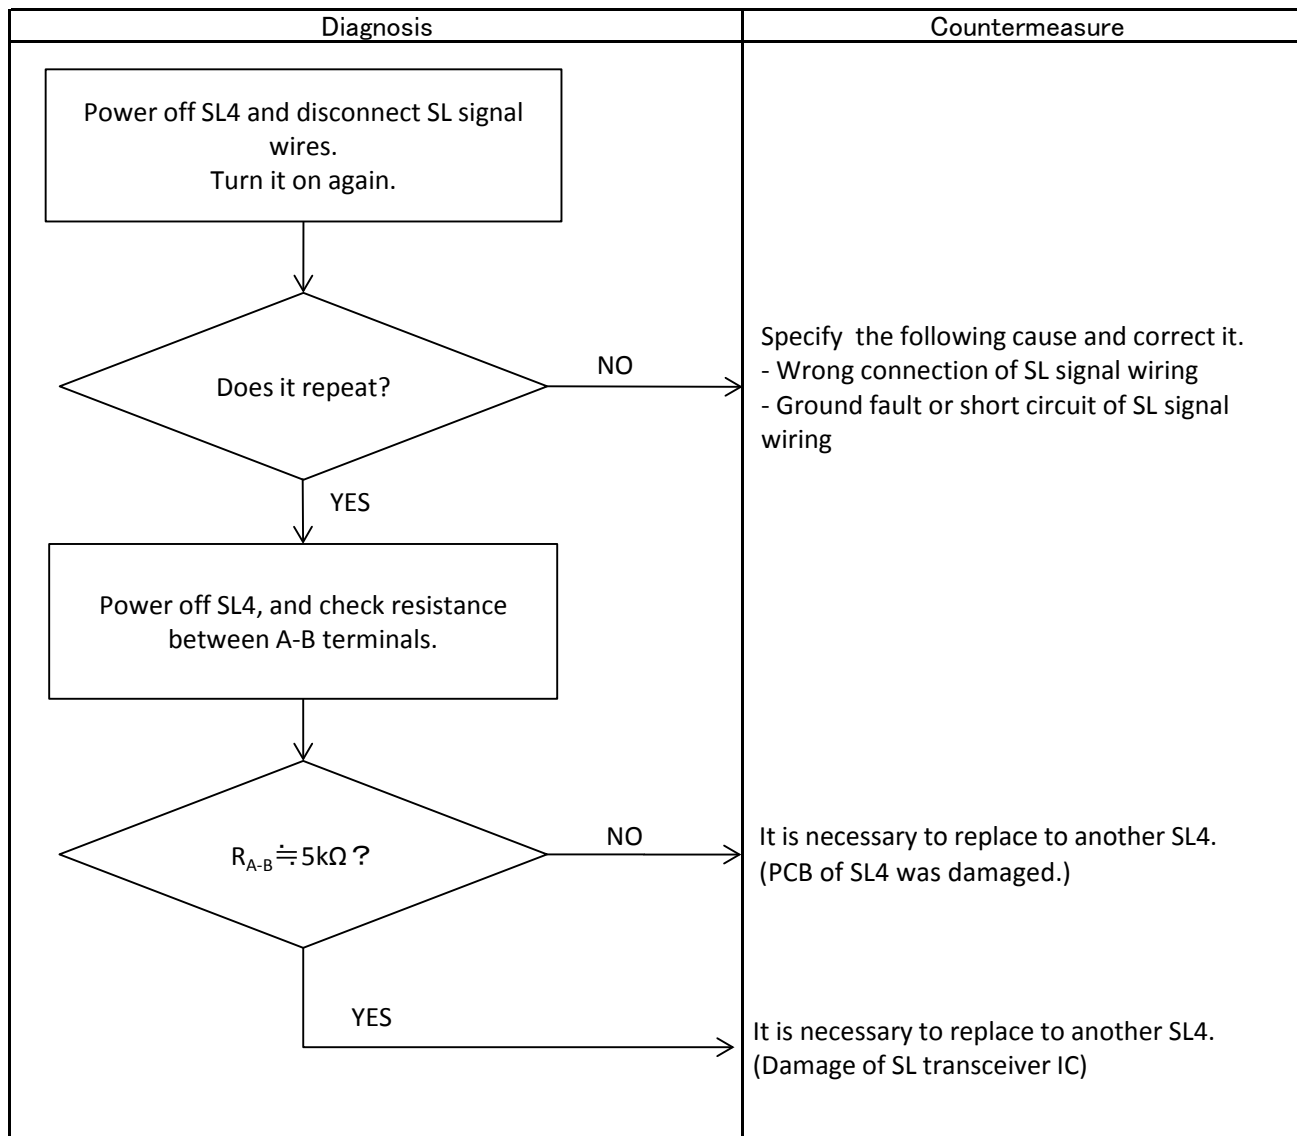 Diagnosis
Countermeasure
Power off SL4 and disconnect SL signal
wires.
Turn it on again.
Does it repeat?
NO
Specify  the following cause and correct it.
- Wrong connection of SL signal wiring
- Ground fault or short circuit of SL signal
wiring
YES
Power off SL4, and check resistance
between A-B terminals.
R_A-B≒5kΩ？
NO
It is necessary to replace to another SL4.
(PCB of SL4 was damaged.)
YES
It is necessary to replace to another SL4.
(Damage of SL transceiver IC)